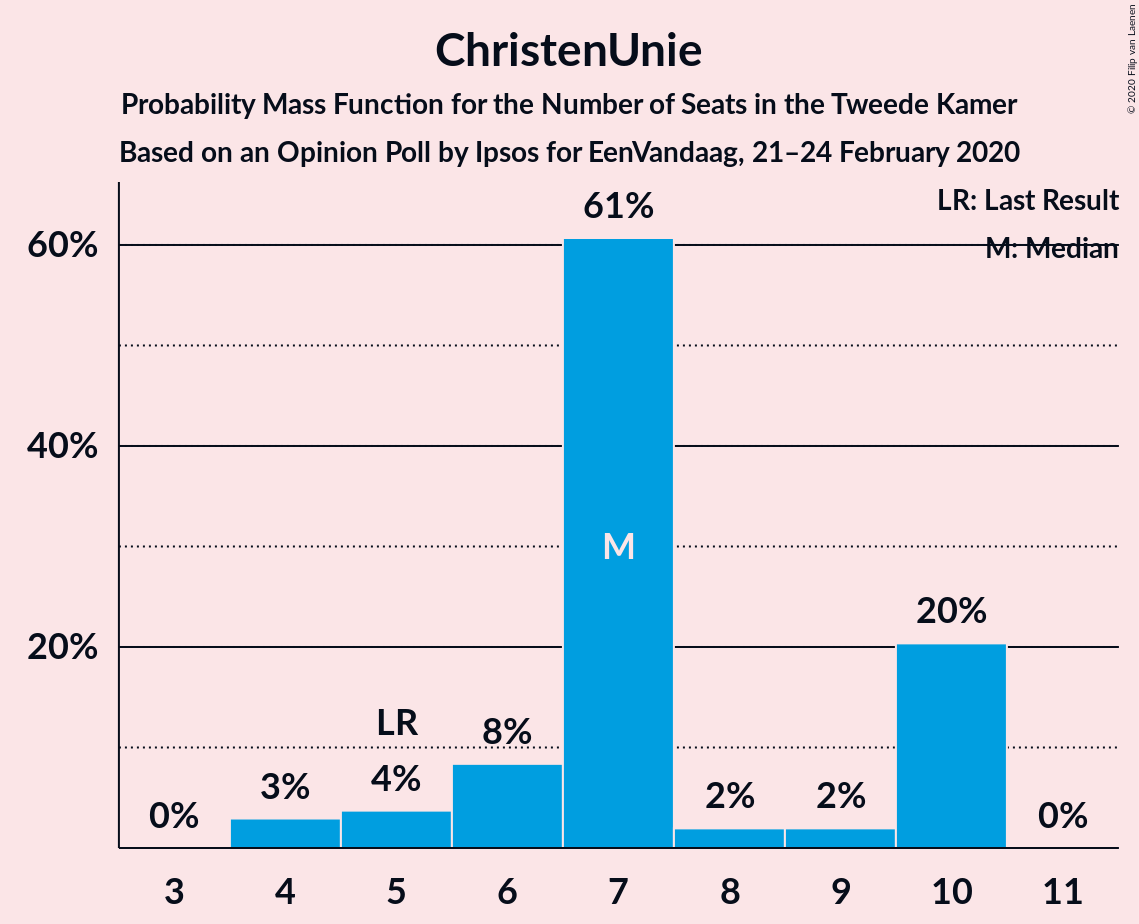 ChristenUnie
Probability Mass Function for the Number of Seats in the Tweede Kamer
Based on an Opinion Poll by Ipsos for EenVandaag, 21–24 February 2020
© 2020 Filip van Laenen
LR: Last Result
M: Median
60%
40%
20%
0%
3%
LR
4%
8%
61%
M
2%
2%
20%
0%
3 4 5 6 7 8 9 10 11